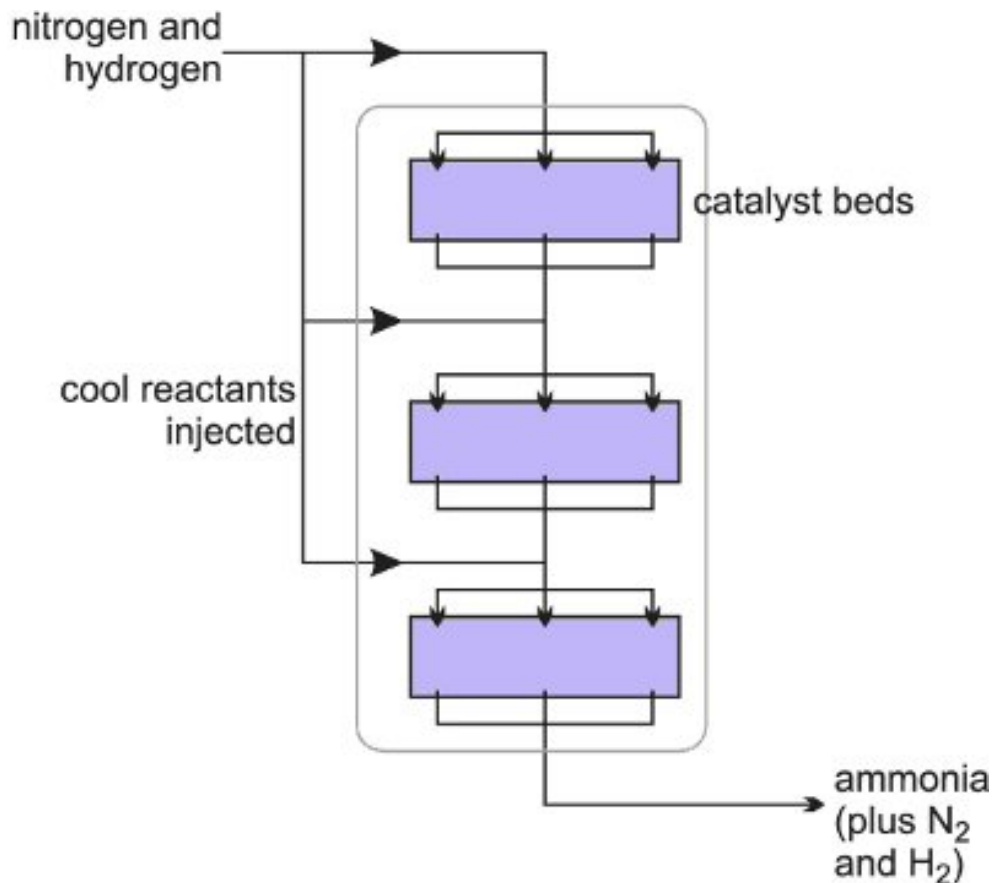 nitrogen and
hydrogen
catalyst beds
cool reactants
injected
ammonia
(plus N₂
and H₂)